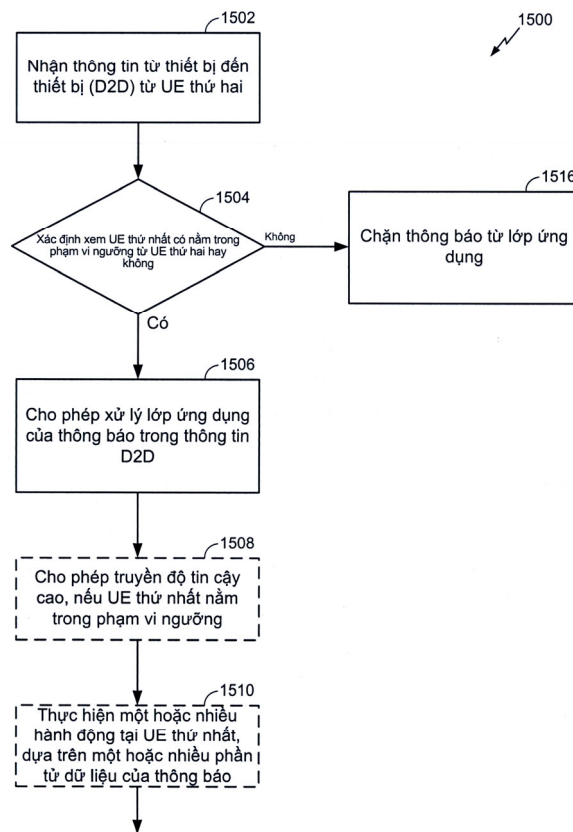 1502
1500
Nhận thông tin từ thiết bị đến
thiết bị (D2D) từ UE thứ hai
1504
Xác định xem UE thứ nhất có nằm trong
phạm vi ngưỡng từ UE thứ hai hay
không
Không
1516
Chặn thông báo từ lớp ứng
dụng
Có
1506
Cho phép xử lý lớp ứng dụng
của thông báo trong thông tin
D2D
1508
Cho phép truyền độ tin cậy
cao, nếu UE thứ nhất nằm
trong phạm vi ngưỡng
1510
Thực hiện một hoặc nhiều
hành động tại UE thứ nhất,
dựa trên một hoặc nhiều phần
tử dữ liệu của thông báo